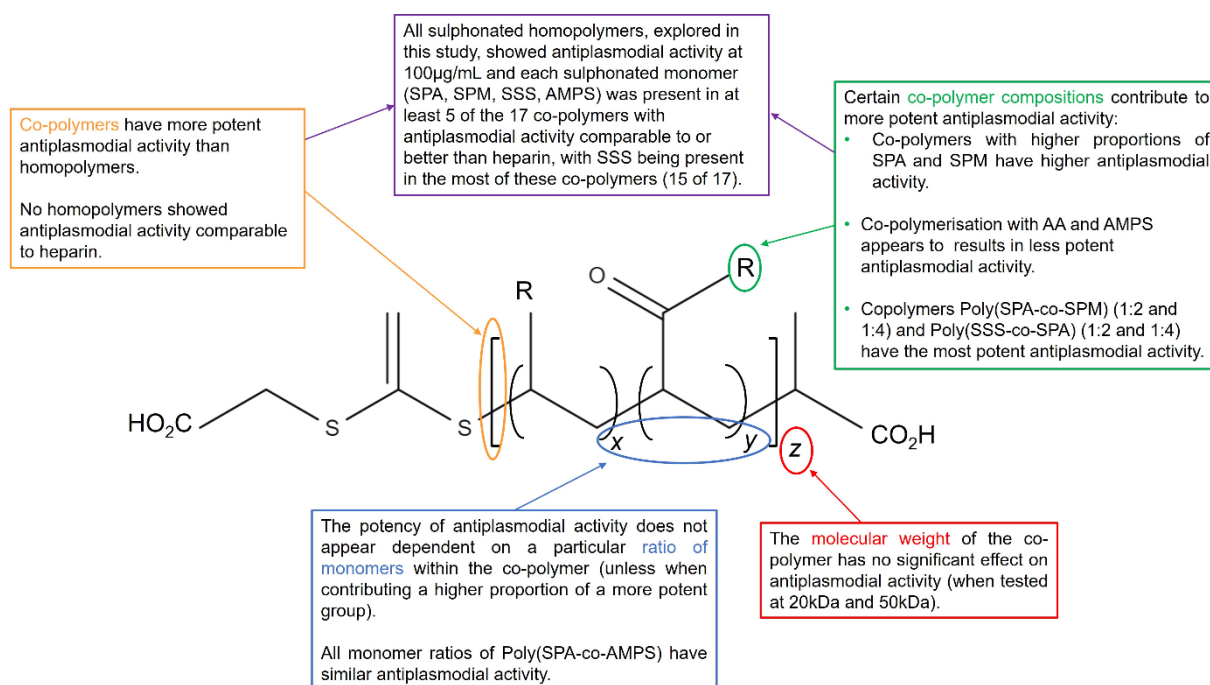 All sulphonated homopolymers, explored in
this study, showed antiplasmodial activity at
100µg/mL and each sulphonated monomer
(SPA, SPM, SSS, AMPS) was present in at
least 5 of the 17 co-polymers with
antiplasmodial activity comparable to or
better than heparin, with SSS being present
in the most of these co-polymers (15 of 17).
Co-polymers have more potent
antiplasmodial activity than
homopolymers.
No homopolymers showed
antiplasmodial activity comparable
to heparin.
Certain co-polymer compositions contribute to
more potent antiplasmodial activity:
• Co-polymers with higher proportions of
SPA and SPM have higher antiplasmodial
activity.
• Co-polymerisation with AA and AMPS
appears to results in less potent
antiplasmodial activity.
• Copolymers Poly(SPA-co-SPM) (1:2 and
1:4) and Poly(SSS-co-SPA) (1:2 and 1:4)
have the most potent antiplasmodial activity.
R
O
R
HO₂C
S
S
x
y
z
CO₂H
The potency of antiplasmodial activity does not
appear dependent on a particular ratio of
monomers within the co-polymer (unless when
contributing a higher proportion of a more potent
group).
All monomer ratios of Poly(SPA-co-AMPS) have
similar antiplasmodial activity.
The molecular weight of the co-
polymer has no significant effect on
antiplasmodial activity (when tested
at 20kDa and 50kDa).